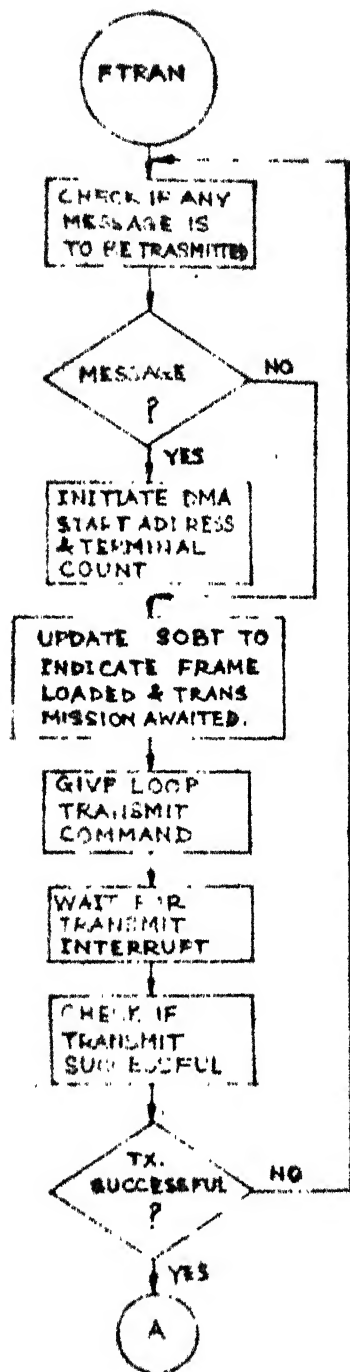 FTRAN
CHECK IF ANY
MESSAGE IS
TO BE TRASMITTED
MESSAGE
?
NO
YES
INITIATE DMA
START ADDRESS
& TERMINAL
COUNT
UPDATE SOBT TO
INDICATE FRAME
LOADED & TRANS
MISSION AWAITED.
GIVE LOOP
TRANSMIT
COMMAND
WAIT FOR
TRANSMIT
INTERRUPT
CHECK IF
TRANSMIT
SUCCESSFUL
TX.
SUCCESSFUL
?
NO
YES
A